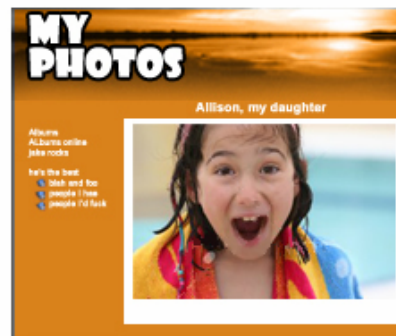 MY
PHOTOS
Allison, my daughter
Albums
ALbums online
jake rocks
he's the best
blah and foo
people I hae
people I'd fuck